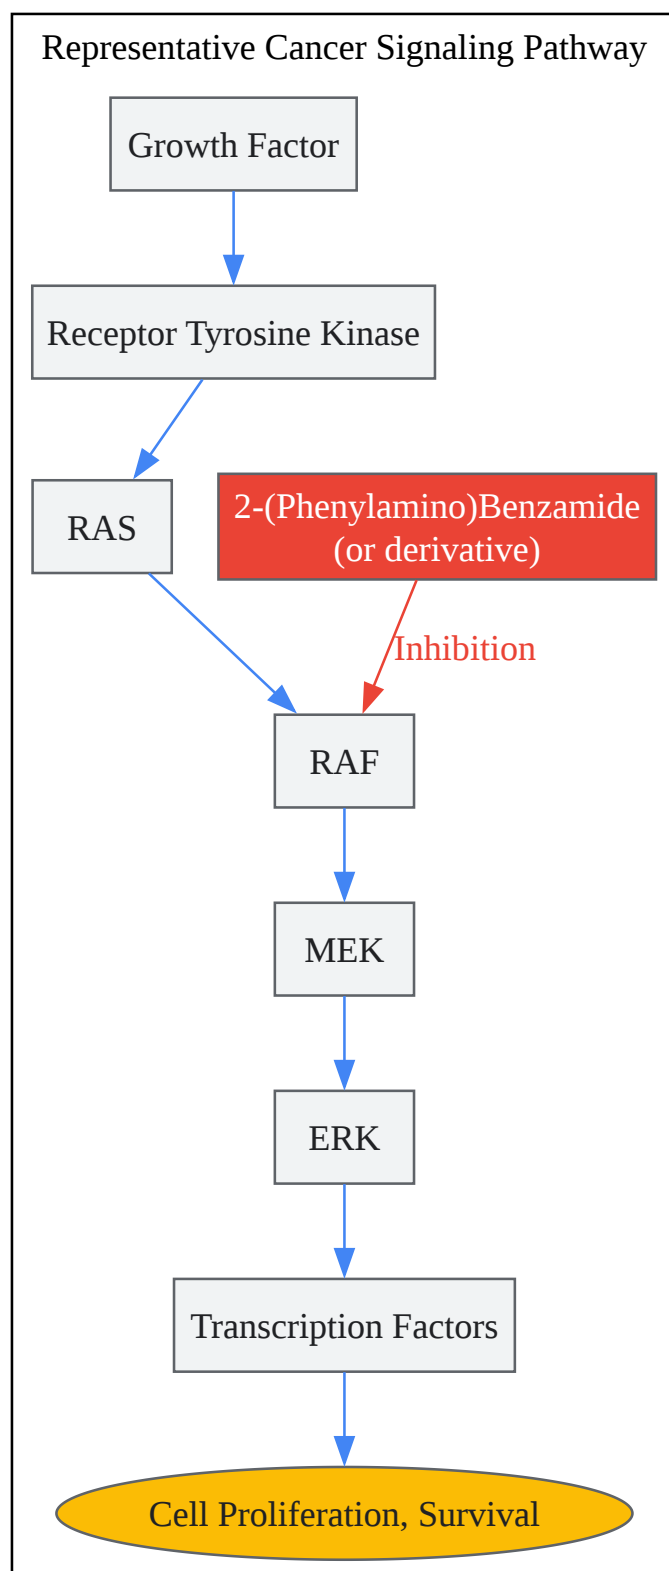 Representative Cancer Signaling Pathway
Growth Factor
Receptor Tyrosine Kinase
RAS
2-(Phenylamino)Benzamide
(or derivative)
Inhibition
RAF
MEK
ERK
Transcription Factors
Cell Proliferation, Survival